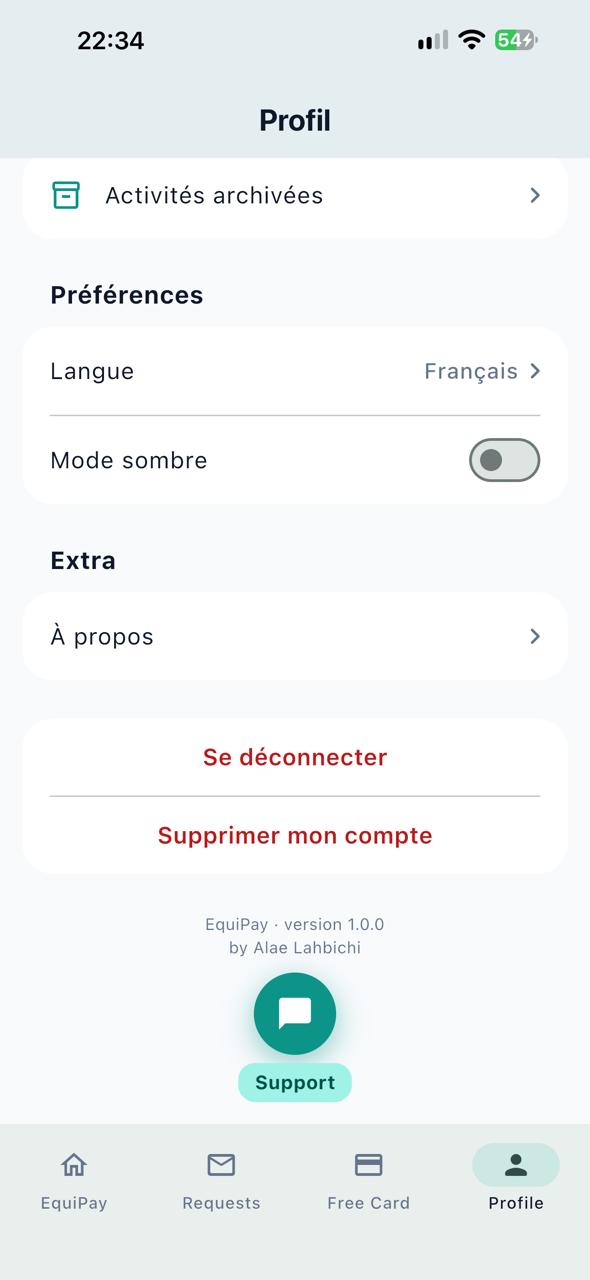 22:34
54
Profil
Activités archivées
Préférences
Langue
Français
Mode sombre
Extra
À propos
Se déconnecter
Supprimer mon compte
EquiPay · version 1.0.0
by Alae Lahbichi
Support
EquiPay
Requests
Free Card
Profile